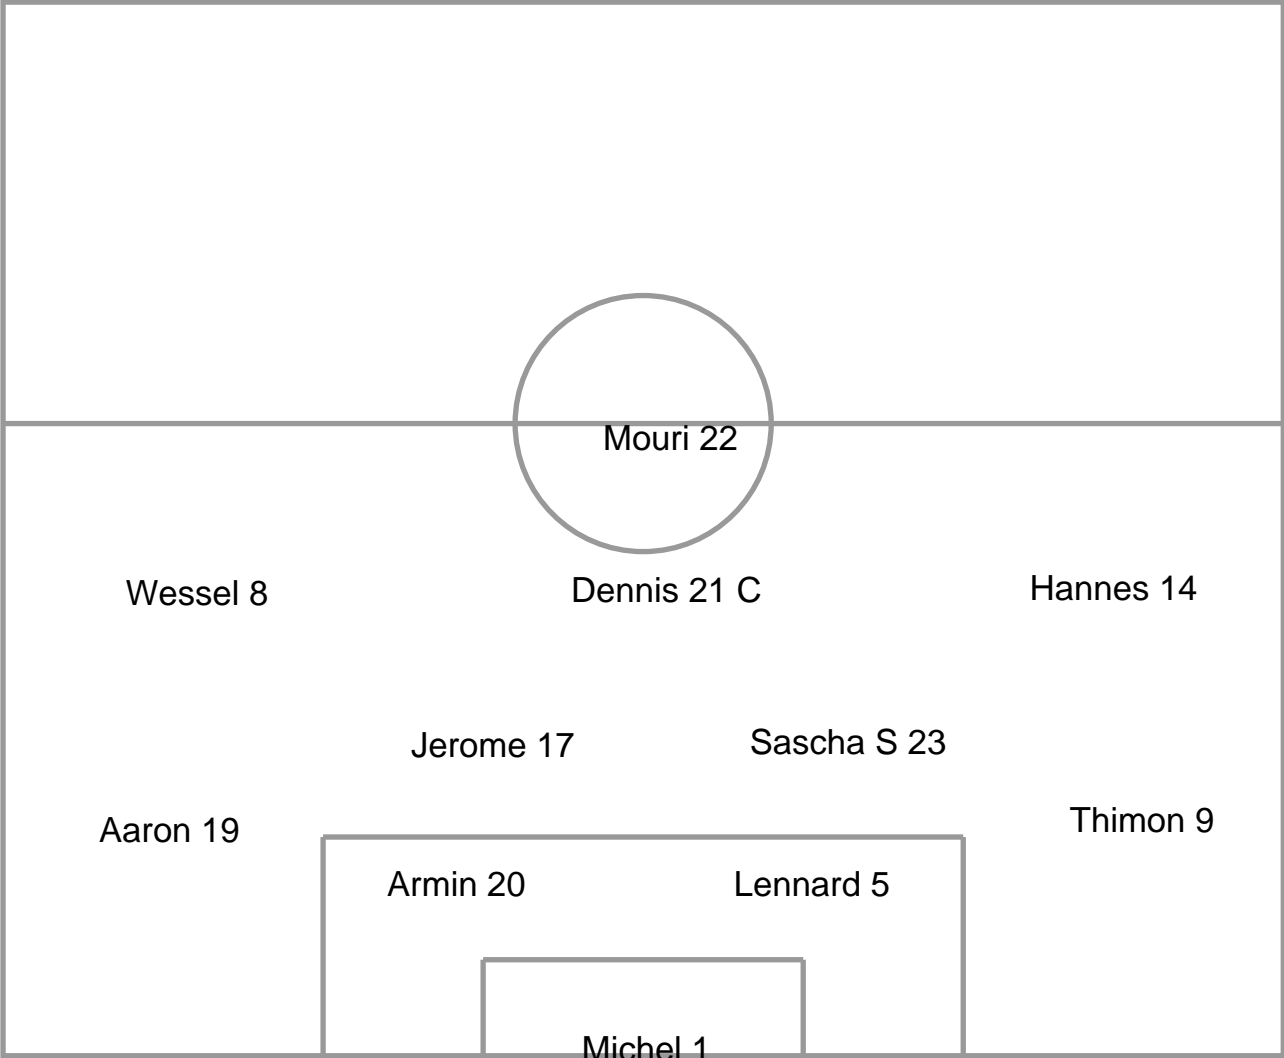 Mouri 22
Wessel 8
Dennis 21 C
Hannes 14
Jerome 17
Sascha S 23
Aaron 19
Thimon 9
Armin 20
Lennard 5
Michel 1